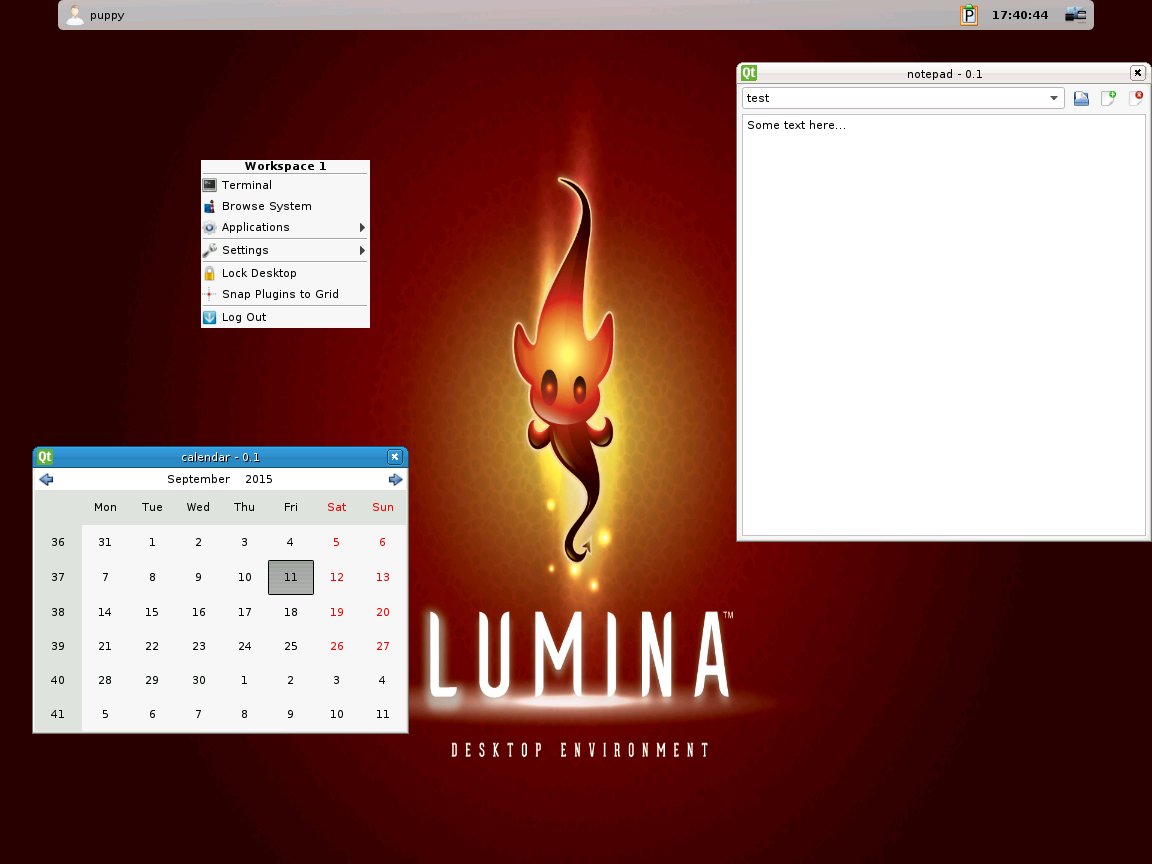 puppy
P
17:40:44
Qt
notepad - 0.1
test
Some text here...
Workspace 1
Terminal
Browse System
Applications
Settings
Lock Desktop
Snap Plugins to Grid
Log Out
Qt
calendar - 0.1
September 2015
Mon Tue Wed Thu Fri Sat Sun
36 31 1 2 3 4 5 6
37 7 8 9 10 11 12 13
38 14 15 16 17 18 19 20
39 21 22 23 24 25 26 27
40 28 29 30 1 2 3 4
41 5 6 7 8 9 10 11
LUMINA™
DESKTOP ENVIRONMENT